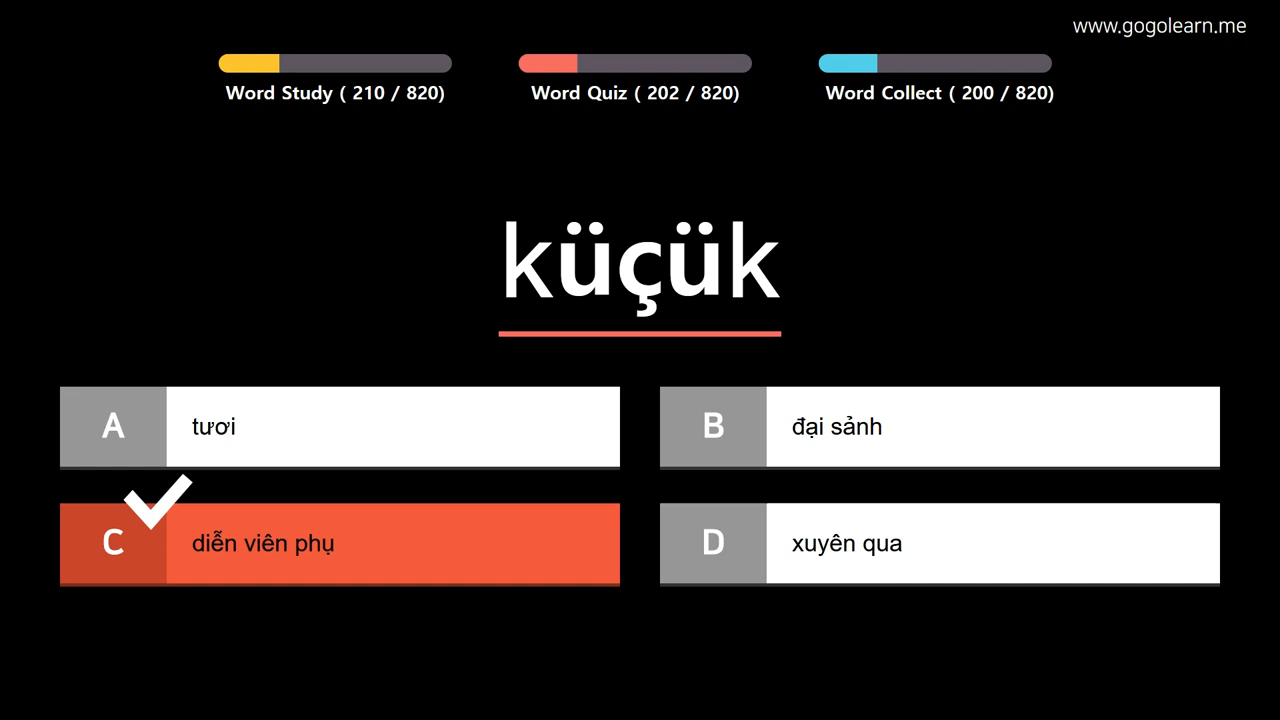 www.gogolearn.me
Word Study ( 210 / 820)
Word Quiz ( 202 / 820)
Word Collect ( 200 / 820)
küçük
A tươi
B đại sảnh
C diễn viên phụ
D xuyên qua